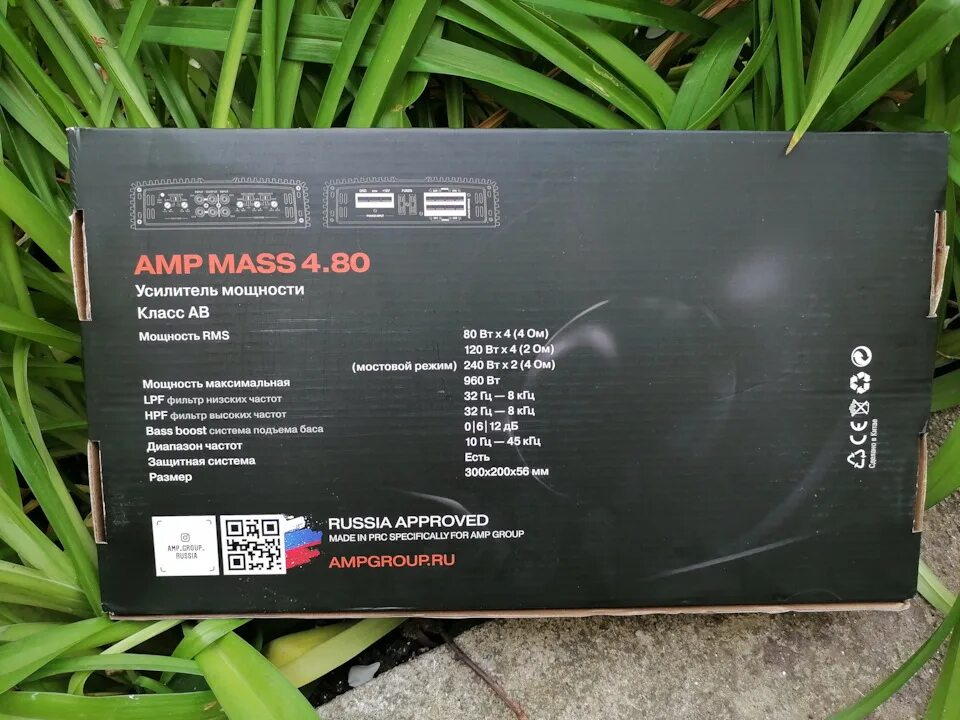 AMP MASS 4.80
Усилитель мощности
Класс АВ
Мощность RMS 80 Вт х 4 (4 Ом)
120 Вт х 4 (2 Ом)
(мостовой режим) 240 Вт х 2 (4 Ом)
Мощность максимальная 960 Вт
LPF фильтр низских частот 32 Гц — 8 кГц
HPF фильтр высоких частот 32 Гц — 8 кГц
Bass boost система подъема баса 0|6|12 дБ
Диапазон частот 10 Гц — 45 кГц
Защитная система Есть
Размер 300х200х56 мм
CE
Сделано в Китае
AMP_GROUP_
RUSSIA
RUSSIA APPROVED
MADE IN PRC SPECIFICALLY FOR AMP GROUP
AMPGROUP.RU